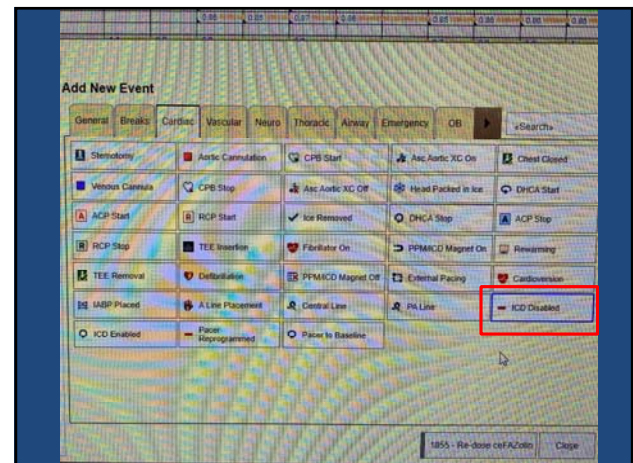 Add New Event
General Breaks Cardiac Vascular Neuro Thoracic Airway Emergency OB «Search»
Sternotomy Aortic Cannulation CPB Start Asc Aortic XC On Chest Closed
Venous Cannula CPB Stop Asc Aortic XC Off Head Packed in Ice DHCA Start
A ACP Start R RCP Start Ice Removed DHCA Stop A ACP Stop
R RCP Stop TEE Insertion Fibrillator On PPM/ICD Magnet On Rewarming
TEE Removal Defibrillation PPM/ICD Magnet Off External Pacing Cardioversion
IABP Placed A Line Placement Central Line PA Line ICD Disabled
ICD Enabled Pacer Reprogrammed Pacer to Baseline
1855 - Re-dose ceFAZolin Close